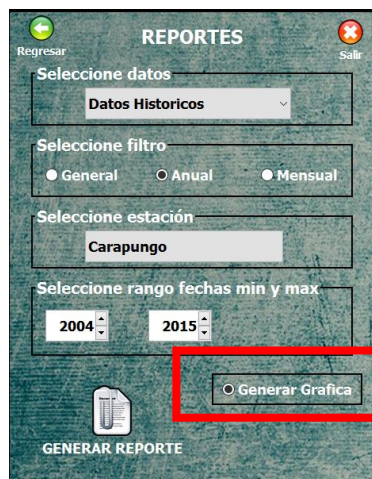 REPORTES
Regresar
Salir
Seleccione datos
Datos Historicos
Seleccione filtro
General Anual Mensual
Seleccione estación
Carapungo
Seleccione rango fechas min y max
2004 2015
Generar Grafica
GENERAR REPORTE